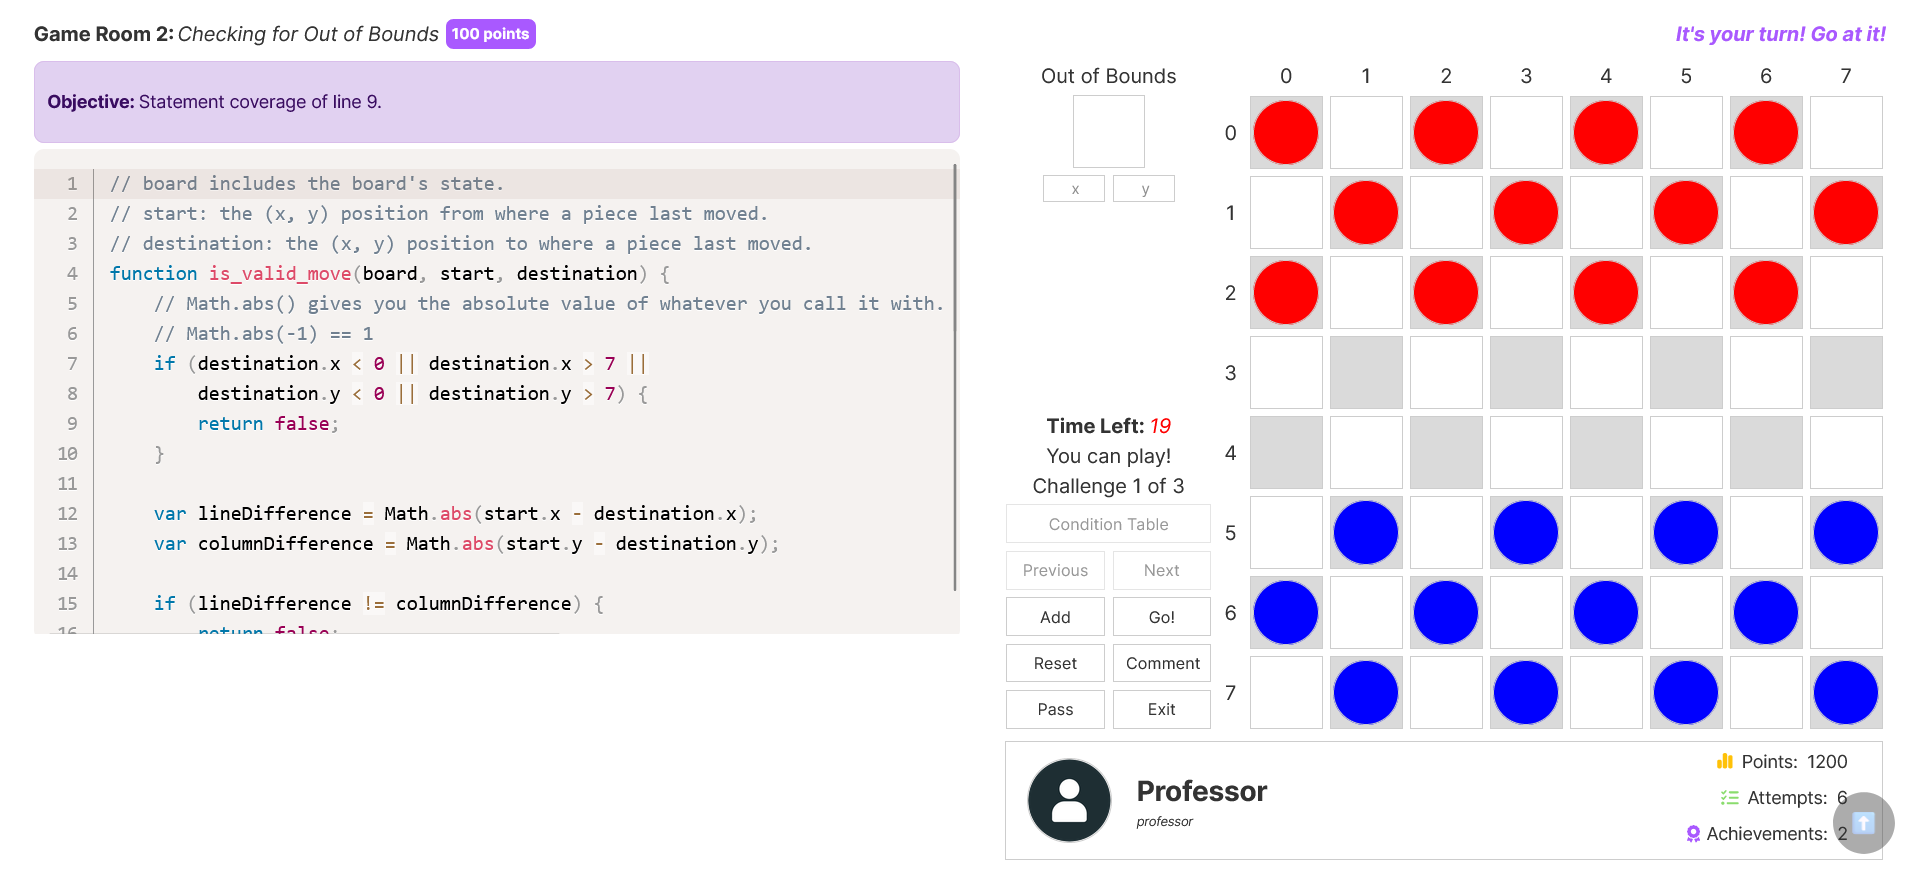 Game Room 2: Checking for Out of Bounds 100 points
It's your turn! Go at it!
Objective: Statement coverage of line 9.
1 // board includes the board's state.
2 // start: the (x, y) position from where a piece last moved.
3 // destination: the (x, y) position to where a piece last moved.
4 function is_valid_move(board, start, destination) {
5 // Math.abs() gives you the absolute value of whatever you call it with.
6 // Math.abs(-1) == 1
7 if (destination.x < 0 || destination.x > 7 ||
8 destination.y < 0 || destination.y > 7) {
9 return false;
10 }
11
12 var lineDifference = Math.abs(start.x - destination.x);
13 var columnDifference = Math.abs(start.y - destination.y);
14
15 if (lineDifference != columnDifference) {
16 return false;
Out of Bounds
x y
Time Left: 19
You can play!
Challenge 1 of 3
Condition Table
Previous Next
Add Go!
Reset Comment
Pass Exit
0 1 2 3 4 5 6 7
0
1
2
3
4
5
6
7
Professor
professor
Points: 1200
Attempts: 6
Achievements: 2